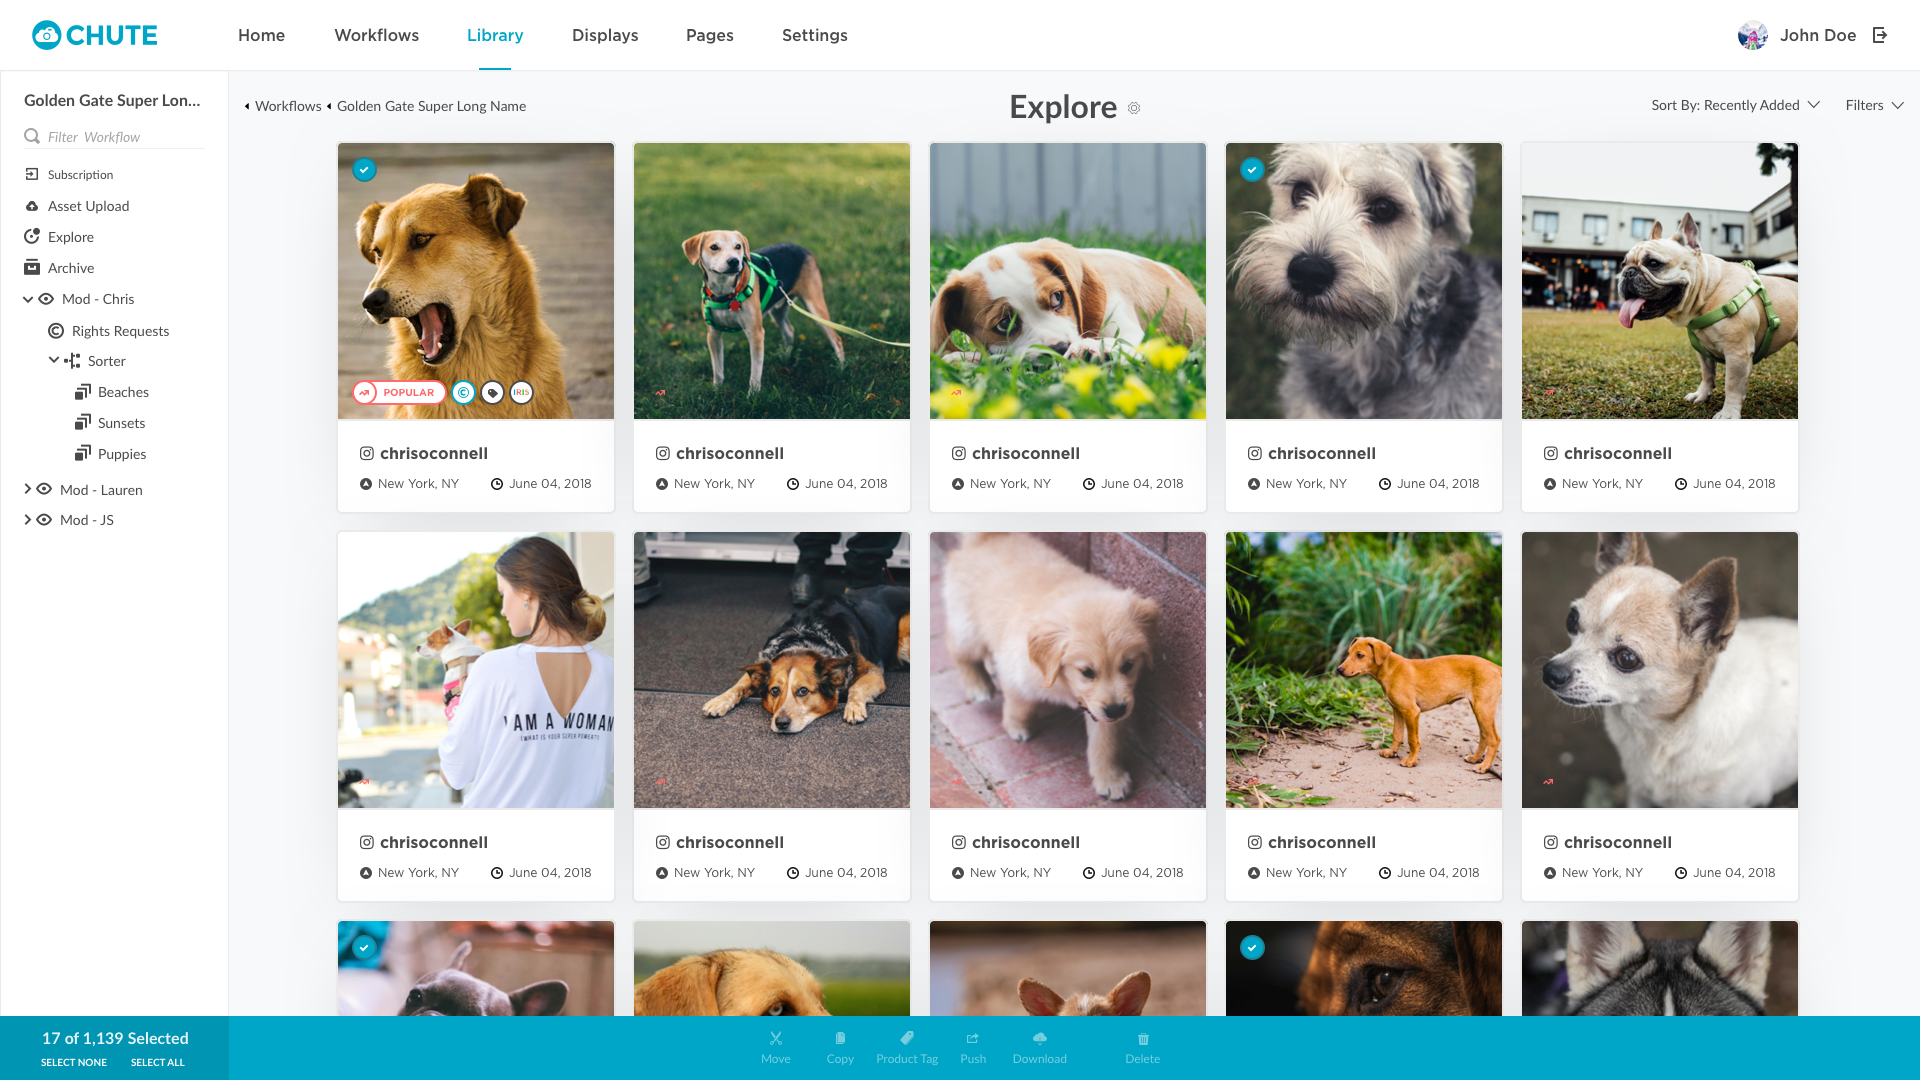 CHUTE
Home
Workflows
Library
Displays
Pages
Settings
John Doe
Golden Gate Super Lon...
Filter Workflow
Subscription
Asset Upload
Explore
Archive
Mod - Chris
Rights Requests
Sorter
Beaches
Sunsets
Puppies
Mod - Lauren
Mod - JS
Workflows
Golden Gate Super Long Name
Explore
Sort By: Recently Added
Filters
POPULAR
IRIS
chrisoconnell
New York, NY
June 04, 2018
chrisoconnell
New York, NY
June 04, 2018
chrisoconnell
New York, NY
June 04, 2018
chrisoconnell
New York, NY
June 04, 2018
chrisoconnell
New York, NY
June 04, 2018
I AM A WOMAN
(WHAT IS YOUR SUPER POWER?)
chrisoconnell
New York, NY
June 04, 2018
chrisoconnell
New York, NY
June 04, 2018
chrisoconnell
New York, NY
June 04, 2018
chrisoconnell
New York, NY
June 04, 2018
chrisoconnell
New York, NY
June 04, 2018
17 of 1,139 Selected
SELECT NONE
SELECT ALL
Move
Copy
Product Tag
Push
Download
Delete